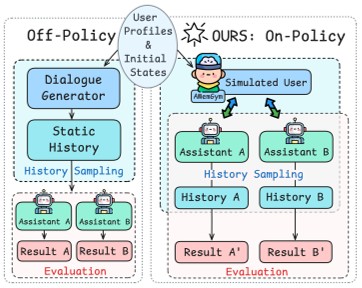 User
Profiles
&
Initial
States
Off-Policy
Dialogue
Generator
Static
History
History Sampling
Assistant A
Assistant B
Result A
Result B
Evaluation
OURS: On-Policy
Simulated User
AMemGym
Assistant A
Assistant B
History Sampling
History A
History B
Result A'
Result B'
Evaluation